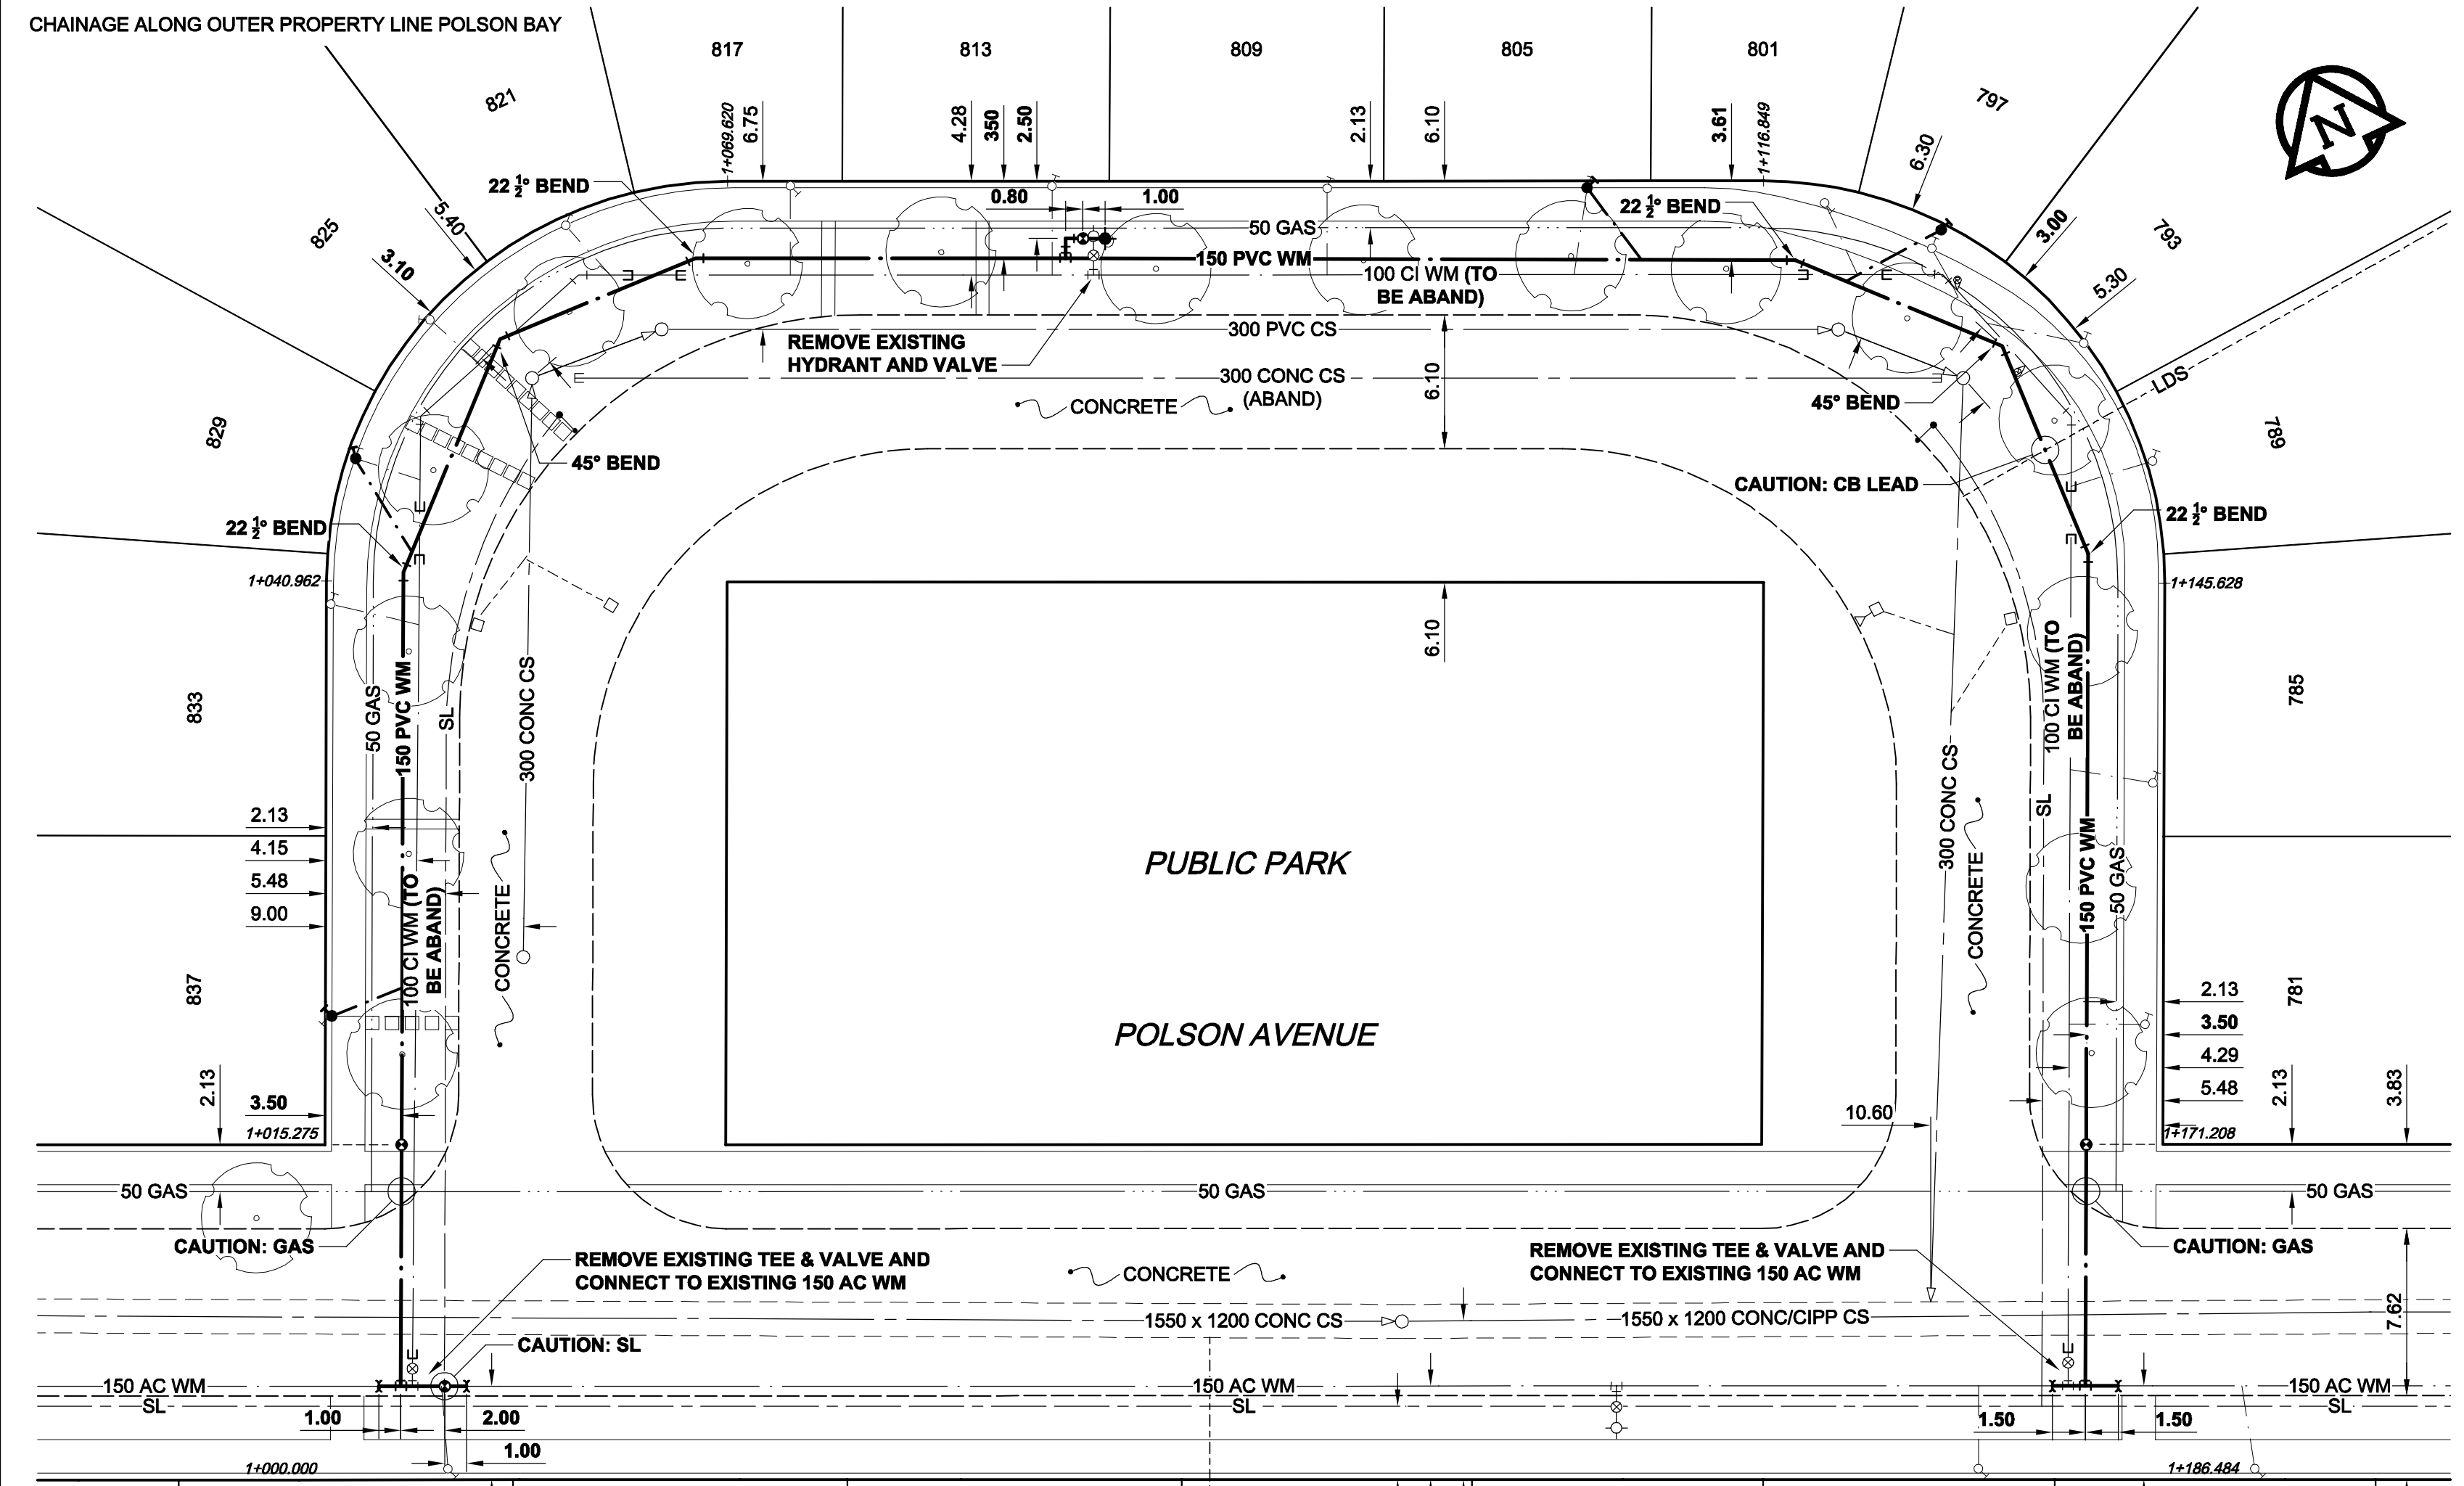 CHAINAGE ALONG OUTER PROPERTY LINE POLSON BAY
817
813
809
805
801
821
797
825
793
829
789
833
785
837
781
N
1+069.620
6.75
4.28
350
2.50
2.13
6.10
3.61
1+116.849
6.30
22 ½° BEND
0.80
1.00
50 GAS
22 ½° BEND
5.40
3.10
3.00
5.30
150 PVC WM
100 CI WM (TO
BE ABAND)
300 PVC CS
REMOVE EXISTING
HYDRANT AND VALVE
300 CONC CS
(ABAND)
6.10
CONCRETE
45° BEND
LDS
45° BEND
CAUTION: CB LEAD
22 ½° BEND
22 ½° BEND
1+040.962
1+145.628
6.10
50 GAS
150 PVC WM
SL
300 CONC CS
100 CI WM (TO
BE ABAND)
300 CONC CS
SL
150 PVC WM
50 GAS
2.13
4.15
5.48
9.00
100 CI WM (TO
BE ABAND)
CONCRETE
CONCRETE
PUBLIC PARK
POLSON AVENUE
2.13
3.50
4.29
5.48
2.13
3.83
2.13
3.50
1+015.275
10.60
1+171.208
50 GAS
50 GAS
50 GAS
CAUTION: GAS
REMOVE EXISTING TEE & VALVE AND
CONNECT TO EXISTING 150 AC WM
CONCRETE
REMOVE EXISTING TEE & VALVE AND
CONNECT TO EXISTING 150 AC WM
CAUTION: GAS
1550 x 1200 CONC CS
1550 x 1200 CONC/CIPP CS
7.62
CAUTION: SL
150 AC WM
SL
150 AC WM
SL
150 AC WM
SL
1.00
2.00
1.00
1.50
1.50
1+000.000
1+186.484